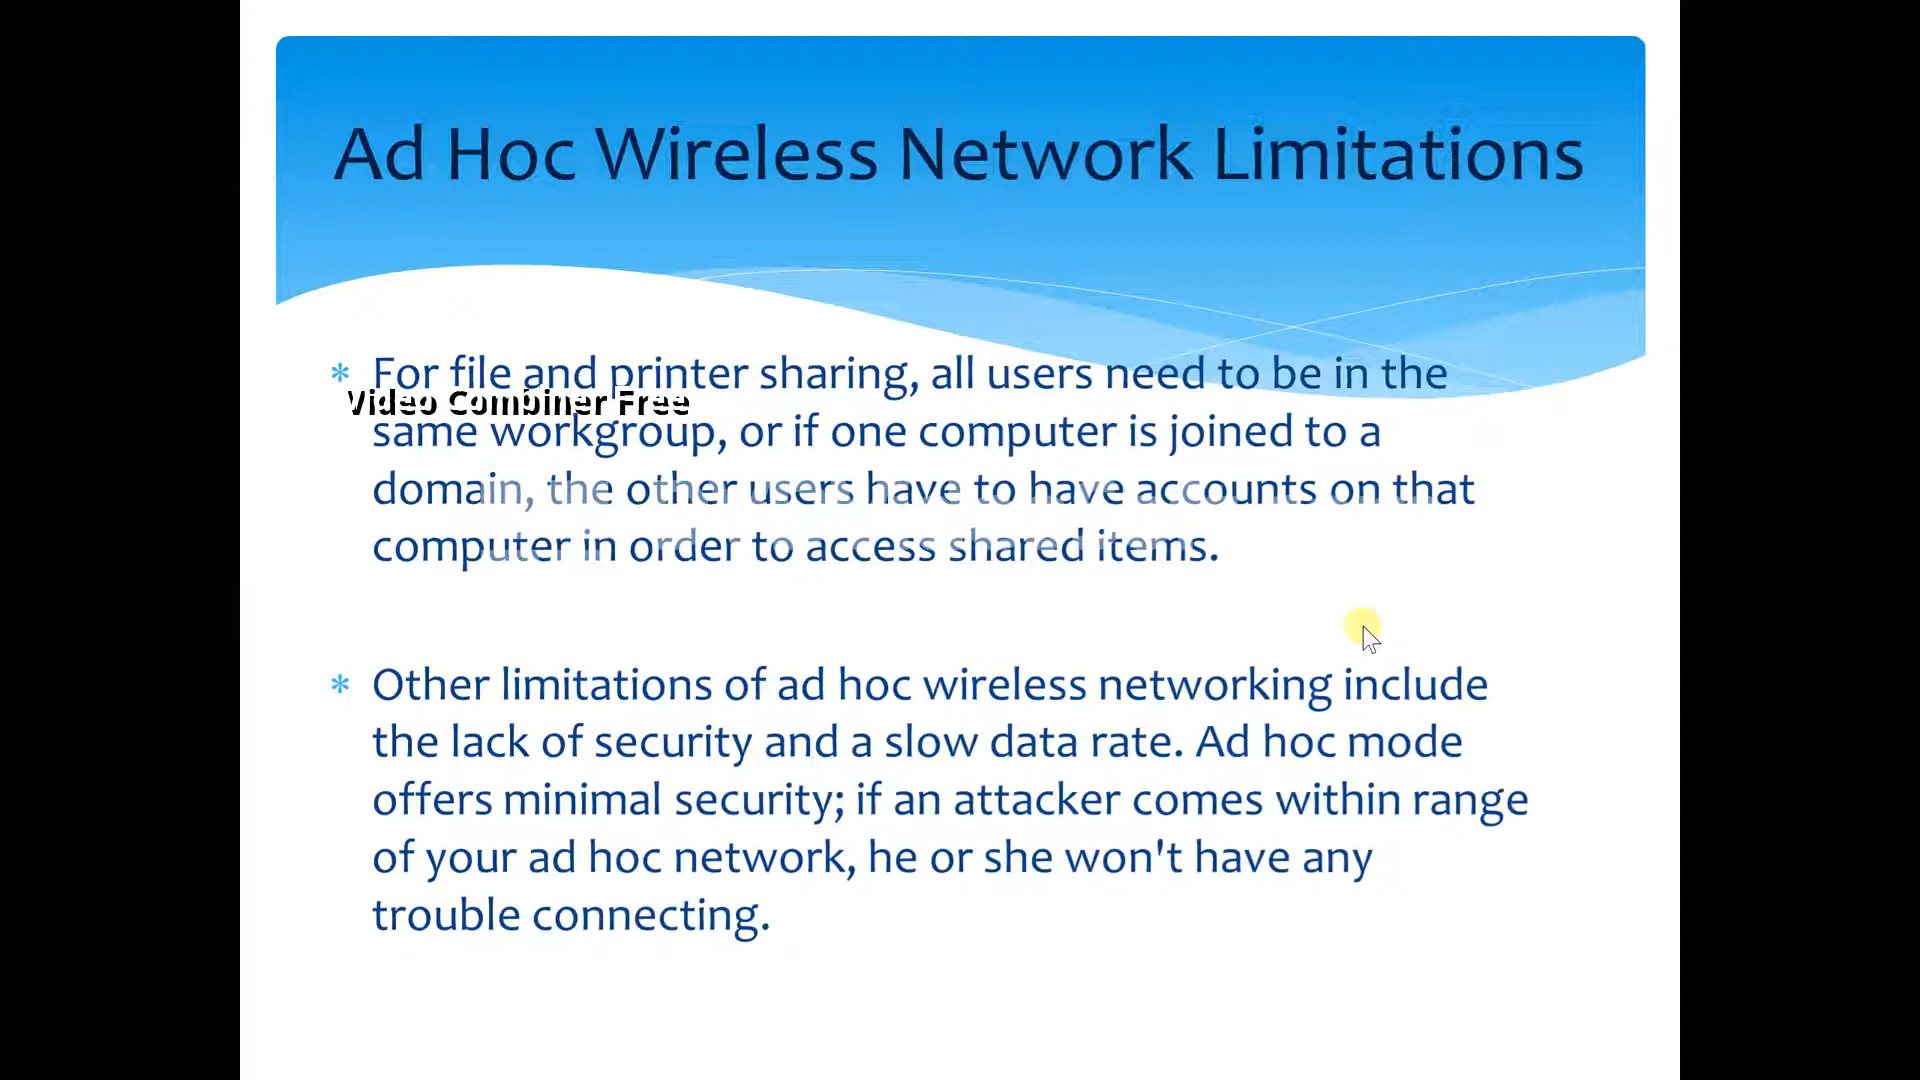 Ad Hoc Wireless Network Limitations
* For file and printer sharing, all users need to be in the
Video Combiner Free
same workgroup, or if one computer is joined to a
domain, the other users have to have accounts on that
computer in order to access shared items.
* Other limitations of ad hoc wireless networking include
the lack of security and a slow data rate. Ad hoc mode
offers minimal security; if an attacker comes within range
of your ad hoc network, he or she won't have any
trouble connecting.